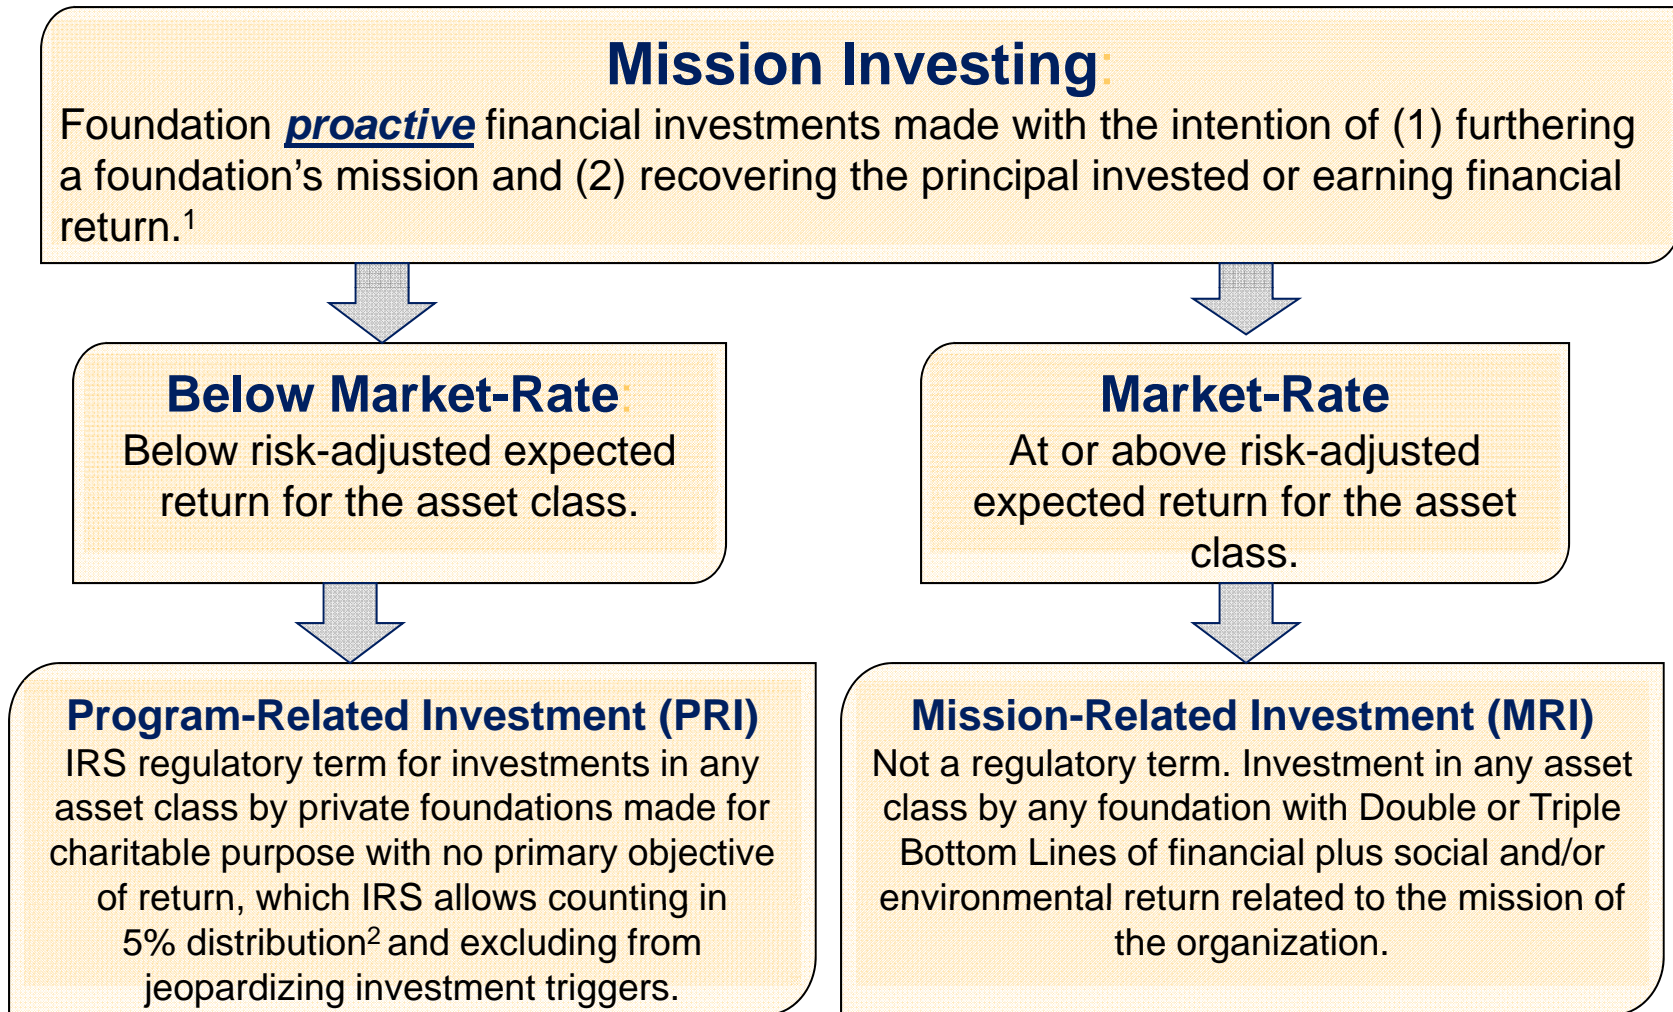 Mission Investing:
Foundation proactive financial investments made with the intention of (1) furthering
a foundation’s mission and (2) recovering the principal invested or earning financial
return.1
Below Market-Rate:
Below risk-adjusted expected
return for the asset class.
Market-Rate
At or above risk-adjusted
expected return for the asset
class.
Program-Related Investment (PRI)
IRS regulatory term for investments in any
asset class by private foundations made for
charitable purpose with no primary objective
of return, which IRS allows counting in
5% distribution2 and excluding from
jeopardizing investment triggers.
Mission-Related Investment (MRI)
Not a regulatory term. Investment in any asset
class by any foundation with Double or Triple
Bottom Lines of financial plus social and/or
environmental return related to the mission of
the organization.